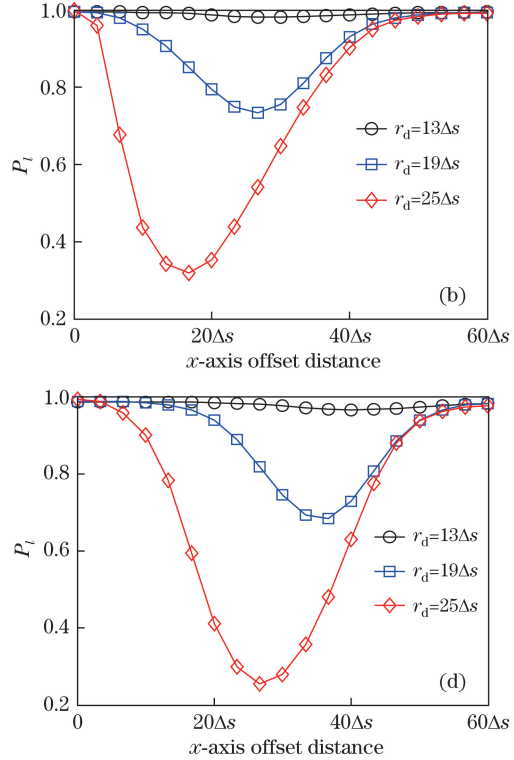 1.0
0.8
0.6
0.4
0.2
P_l
r_d=13Δs
r_d=19Δs
r_d=25Δs
(b)
0 20Δs 40Δs 60Δs
x-axis offset distance
1.0
0.8
0.6
0.4
0.2
P_l
r_d=13Δs
r_d=19Δs
r_d=25Δs
(d)
0 20Δs 40Δs 60Δs
x-axis offset distance